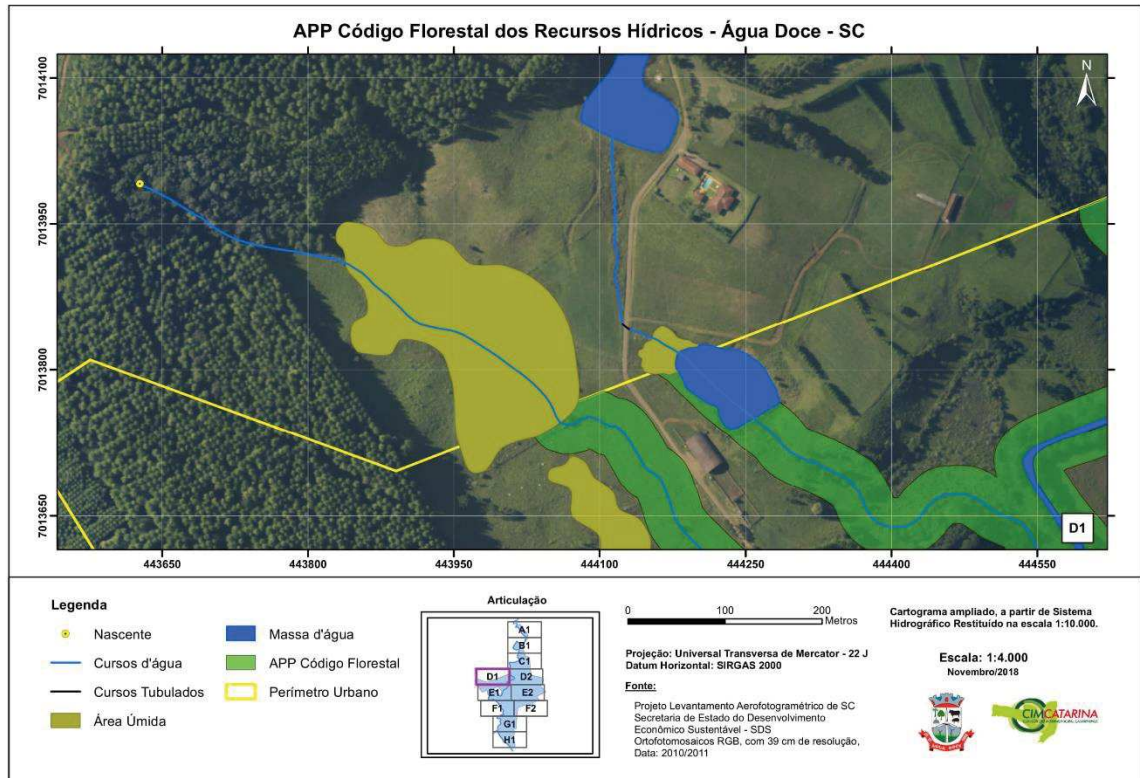 APP Código Florestal dos Recursos Hídricos - Água Doce - SC
N
7014100
7013950
7013800
7013650
D1
443650
443800
443950
444100
444250
444400
444550
Legenda
Nascente
Cursos d'água
Cursos Tubulados
Área Úmida
Massa d'água
APP Código Florestal
Perímetro Urbano
Articulação
A1
B1
C1
D1
D2
E1
E2
F1
F2
G1
H1
0 100 200
Metros
Projeção: Universal Transversa de Mercator - 22 J
Datum Horizontal: SIRGAS 2000
Fonte:
Projeto Levantamento Aerofotogramétrico de SC
Secretaria de Estado do Desenvolvimento
Econômico Sustentável - SDS
Ortofotomosaicos RGB, com 39 cm de resolução,
Data: 2010/2011
Cartograma ampliado, a partir de Sistema
Hidrográfico Restituído na escala 1:10.000.
Escala: 1:4.000
Novembro/2018
CIMCATARINA